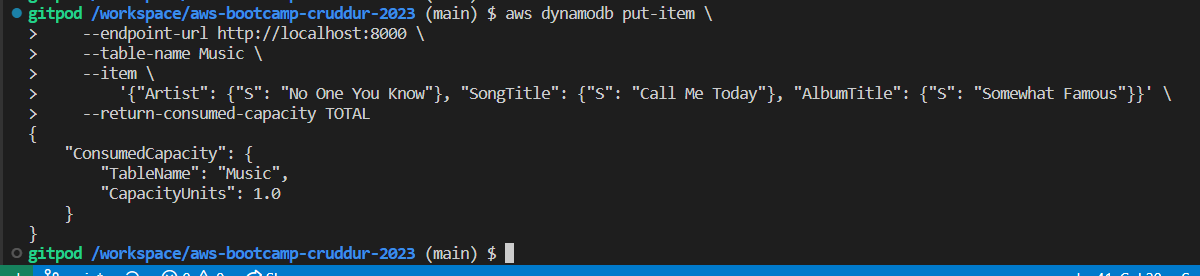 gitpod /workspace/aws-bootcamp-cruddur-2023 (main) $ aws dynamodb put-item \
>     --endpoint-url http://localhost:8000 \
>     --table-name Music \
>     --item \
>         '{"Artist": {"S": "No One You Know"}, "SongTitle": {"S": "Call Me Today"}, "AlbumTitle": {"S": "Somewhat Famous"}}' \
>     --return-consumed-capacity TOTAL
{
    "ConsumedCapacity": {
        "TableName": "Music",
        "CapacityUnits": 1.0
    }
}
gitpod /workspace/aws-bootcamp-cruddur-2023 (main) $